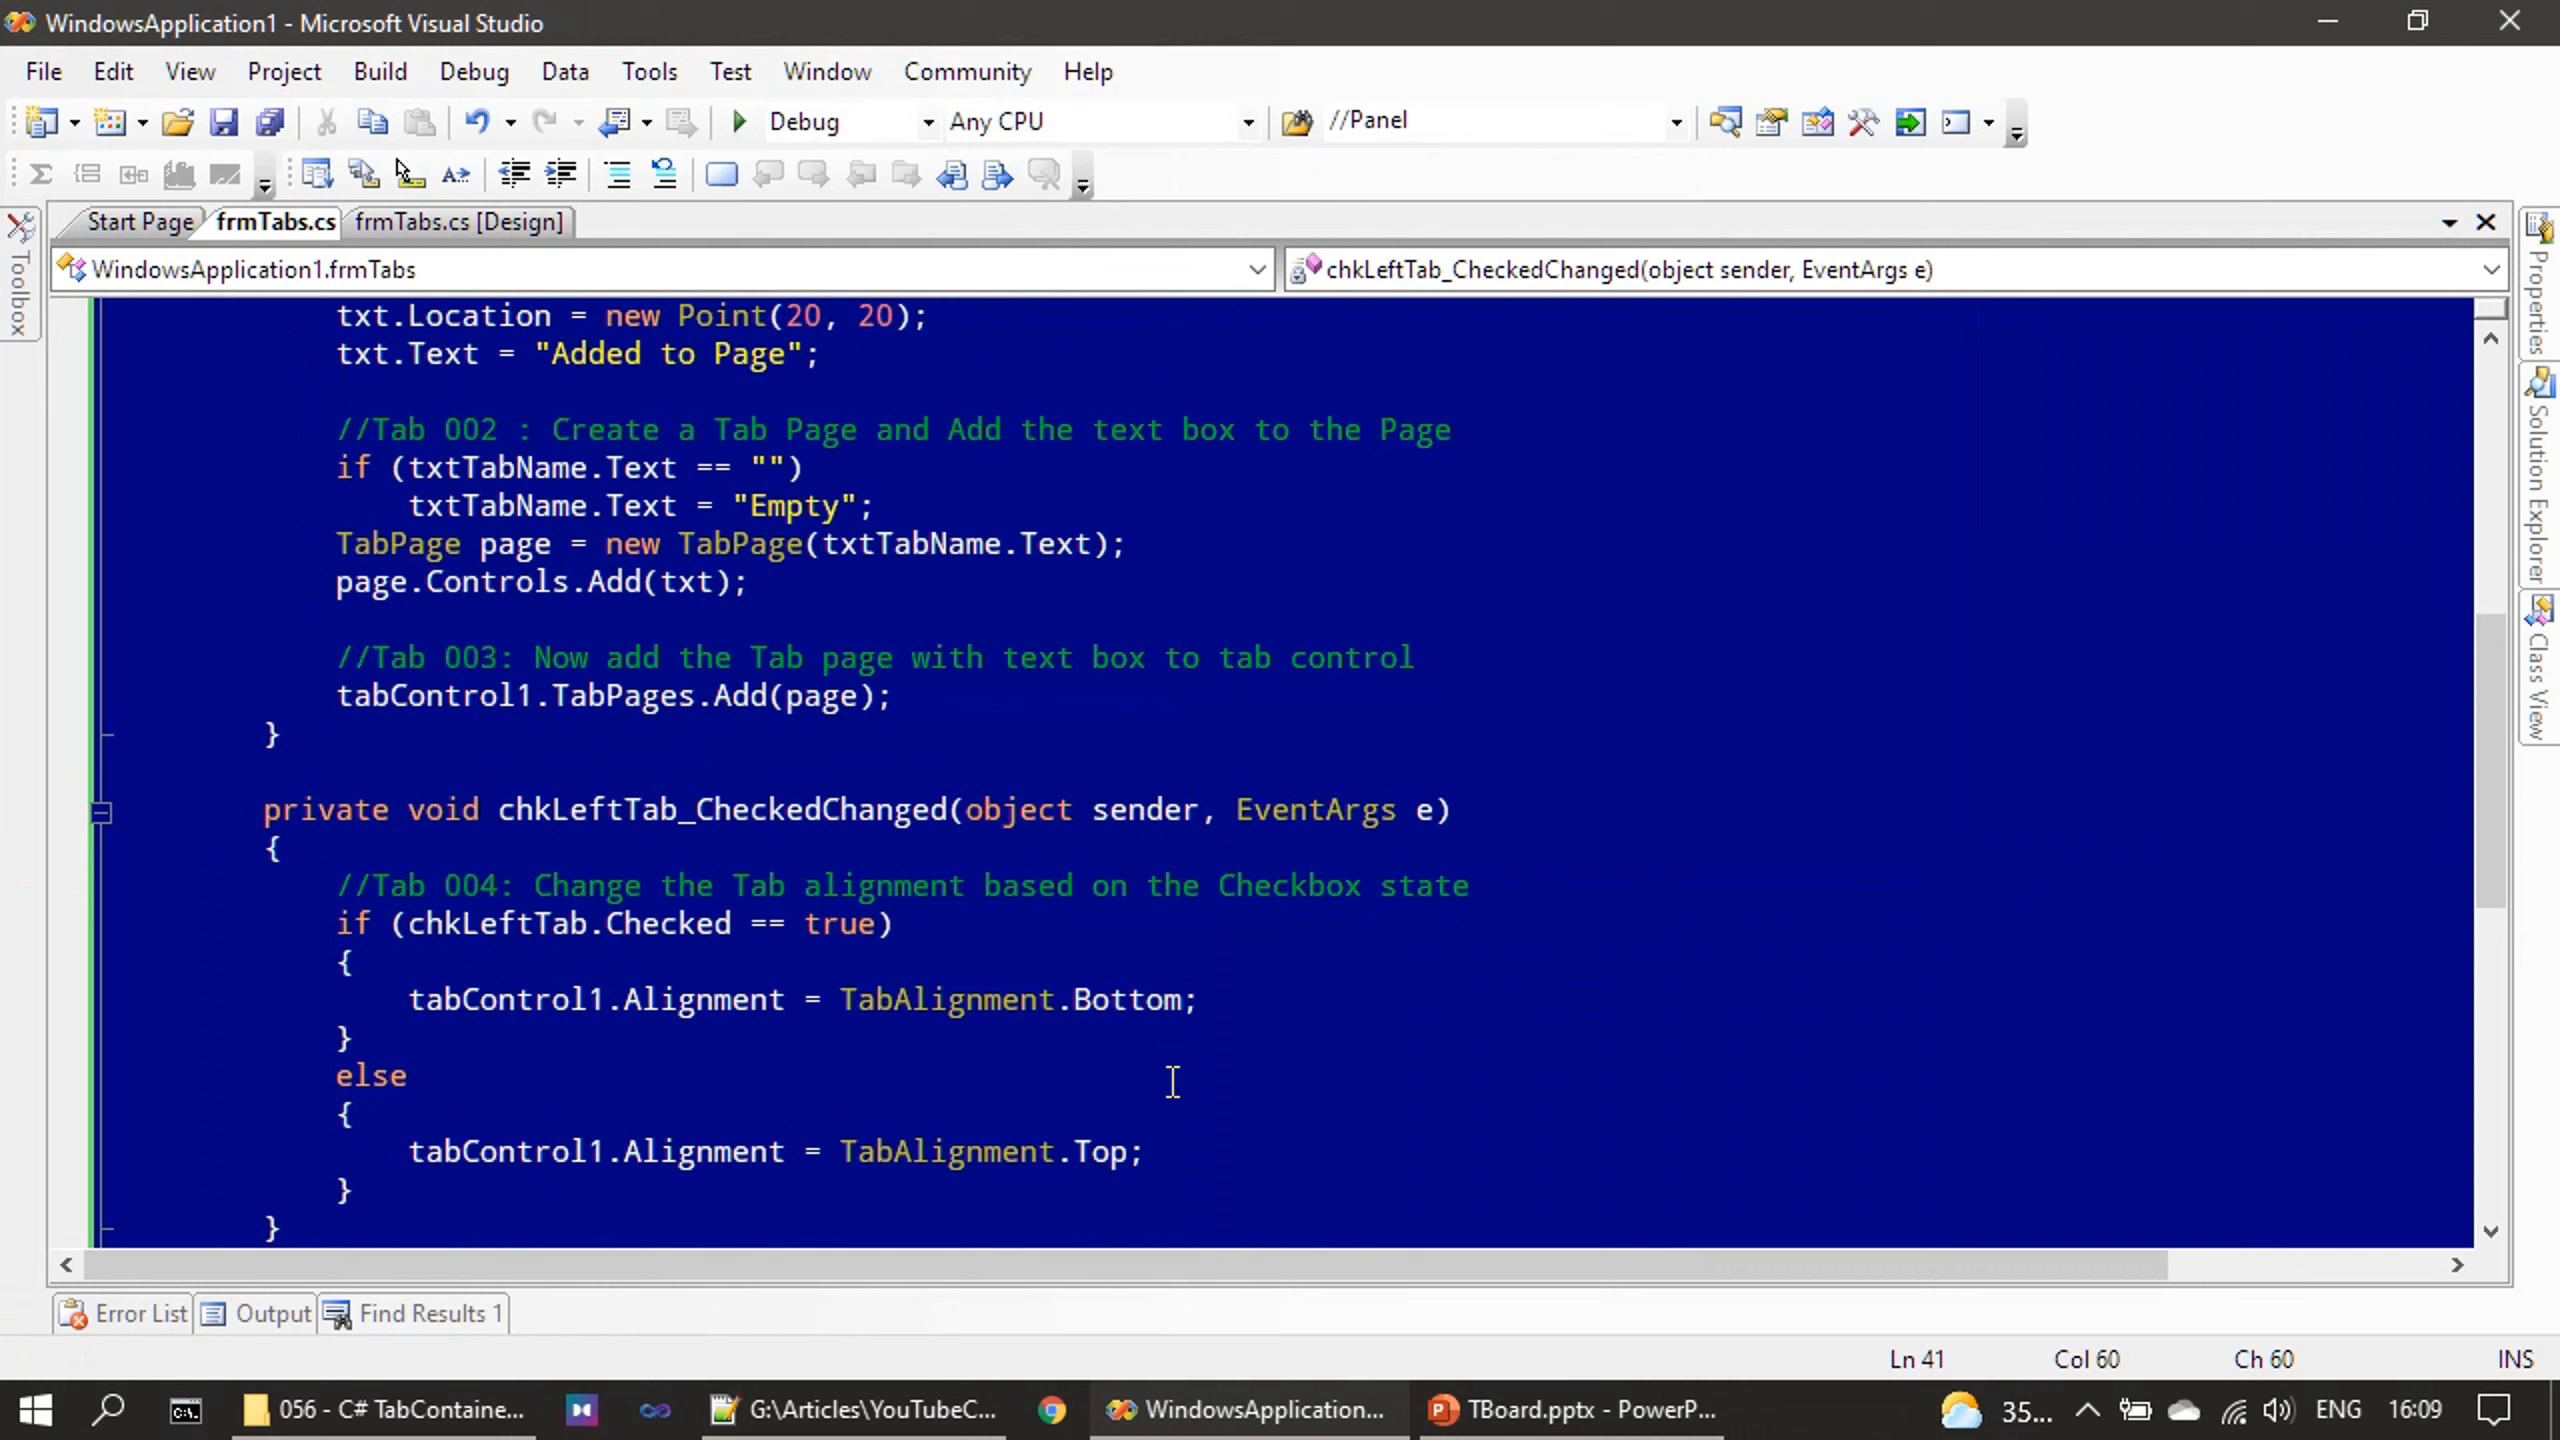 WindowsApplication1 - Microsoft Visual Studio
File Edit View Project Build Debug Data Tools Test Window Community Help
Debug Any CPU //Panel
Start Page frmTabs.cs frmTabs.cs [Design]
WindowsApplication1.frmTabs chkLeftTab_CheckedChanged(object sender, EventArgs e)
Toolbox
Properties
Solution Explorer
Class View
txt.Location = new Point(20, 20);
txt.Text = "Added to Page";
//Tab 002 : Create a Tab Page and Add the text box to the Page
if (txtTabName.Text == "")
txtTabName.Text = "Empty";
TabPage page = new TabPage(txtTabName.Text);
page.Controls.Add(txt);
//Tab 003: Now add the Tab page with text box to tab control
tabControl1.TabPages.Add(page);
}
private void chkLeftTab_CheckedChanged(object sender, EventArgs e)
{
//Tab 004: Change the Tab alignment based on the Checkbox state
if (chkLeftTab.Checked == true)
{
tabControl1.Alignment = TabAlignment.Bottom;
}
else
{
tabControl1.Alignment = TabAlignment.Top;
}
}
Error List Output Find Results 1
Ln 41 Col 60 Ch 60 INS
056 - C# TabContaine... G:\Articles\YouTubeC... WindowsApplication... TBoard.pptx - PowerP... 35... ENG 16:09